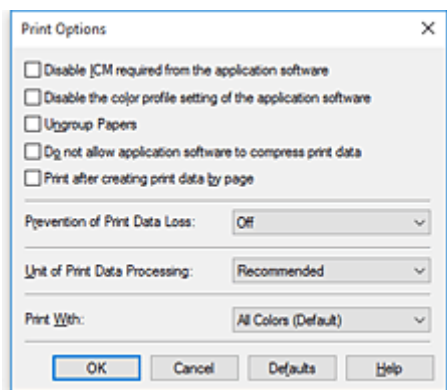 Print Options
Disable ICM required from the application software
Disable the color profile setting of the application software
Ungroup Papers
Do not allow application software to compress print data
Print after creating print data by page
Prevention of Print Data Loss: Off
Unit of Print Data Processing: Recommended
Print With: All Colors (Default)
OK Cancel Defaults Help